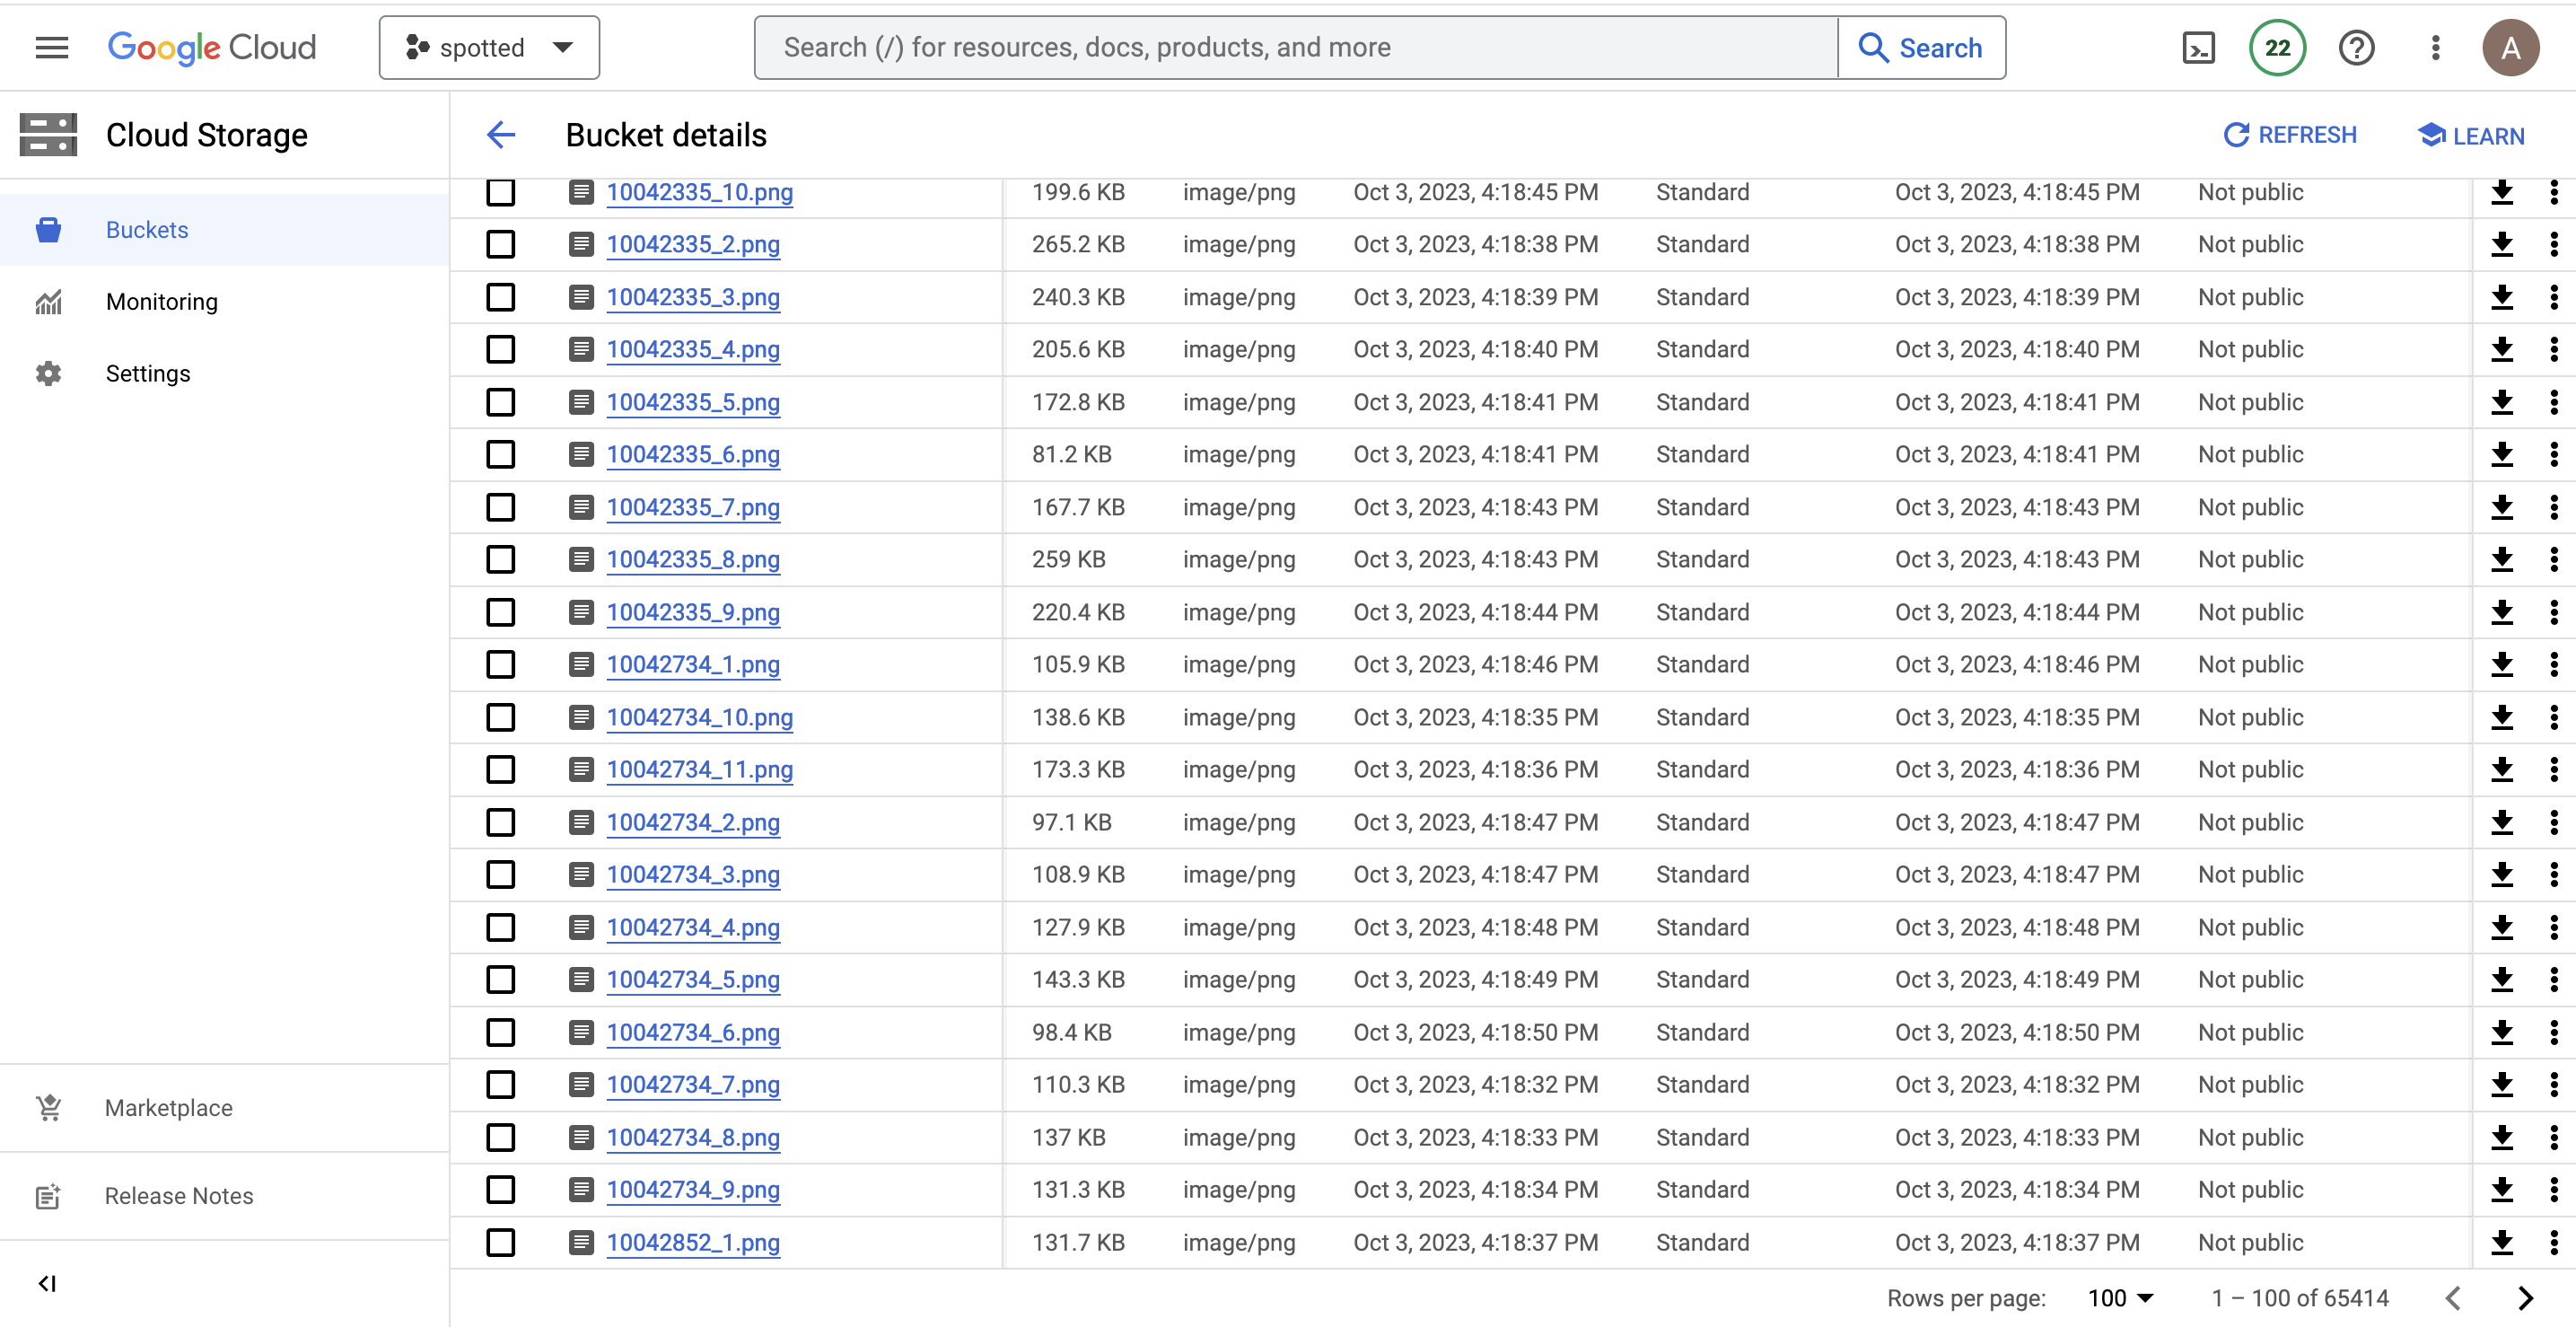 Google Cloud spotted Search (/) for resources, docs, products, and more Search 22 A
Cloud Storage Bucket details REFRESH LEARN
Buckets
Monitoring
Settings
10042335_10.png 199.6 KB image/png Oct 3, 2023, 4:18:45 PM Standard Oct 3, 2023, 4:18:45 PM Not public
10042335_2.png 265.2 KB image/png Oct 3, 2023, 4:18:38 PM Standard Oct 3, 2023, 4:18:38 PM Not public
10042335_3.png 240.3 KB image/png Oct 3, 2023, 4:18:39 PM Standard Oct 3, 2023, 4:18:39 PM Not public
10042335_4.png 205.6 KB image/png Oct 3, 2023, 4:18:40 PM Standard Oct 3, 2023, 4:18:40 PM Not public
10042335_5.png 172.8 KB image/png Oct 3, 2023, 4:18:41 PM Standard Oct 3, 2023, 4:18:41 PM Not public
10042335_6.png 81.2 KB image/png Oct 3, 2023, 4:18:41 PM Standard Oct 3, 2023, 4:18:41 PM Not public
10042335_7.png 167.7 KB image/png Oct 3, 2023, 4:18:43 PM Standard Oct 3, 2023, 4:18:43 PM Not public
10042335_8.png 259 KB image/png Oct 3, 2023, 4:18:43 PM Standard Oct 3, 2023, 4:18:43 PM Not public
10042335_9.png 220.4 KB image/png Oct 3, 2023, 4:18:44 PM Standard Oct 3, 2023, 4:18:44 PM Not public
10042734_1.png 105.9 KB image/png Oct 3, 2023, 4:18:46 PM Standard Oct 3, 2023, 4:18:46 PM Not public
10042734_10.png 138.6 KB image/png Oct 3, 2023, 4:18:35 PM Standard Oct 3, 2023, 4:18:35 PM Not public
10042734_11.png 173.3 KB image/png Oct 3, 2023, 4:18:36 PM Standard Oct 3, 2023, 4:18:36 PM Not public
10042734_2.png 97.1 KB image/png Oct 3, 2023, 4:18:47 PM Standard Oct 3, 2023, 4:18:47 PM Not public
10042734_3.png 108.9 KB image/png Oct 3, 2023, 4:18:47 PM Standard Oct 3, 2023, 4:18:47 PM Not public
10042734_4.png 127.9 KB image/png Oct 3, 2023, 4:18:48 PM Standard Oct 3, 2023, 4:18:48 PM Not public
10042734_5.png 143.3 KB image/png Oct 3, 2023, 4:18:49 PM Standard Oct 3, 2023, 4:18:49 PM Not public
10042734_6.png 98.4 KB image/png Oct 3, 2023, 4:18:50 PM Standard Oct 3, 2023, 4:18:50 PM Not public
10042734_7.png 110.3 KB image/png Oct 3, 2023, 4:18:32 PM Standard Oct 3, 2023, 4:18:32 PM Not public
10042734_8.png 137 KB image/png Oct 3, 2023, 4:18:33 PM Standard Oct 3, 2023, 4:18:33 PM Not public
10042734_9.png 131.3 KB image/png Oct 3, 2023, 4:18:34 PM Standard Oct 3, 2023, 4:18:34 PM Not public
10042852_1.png 131.7 KB image/png Oct 3, 2023, 4:18:37 PM Standard Oct 3, 2023, 4:18:37 PM Not public
Marketplace
Release Notes
Rows per page: 100 1 – 100 of 65414